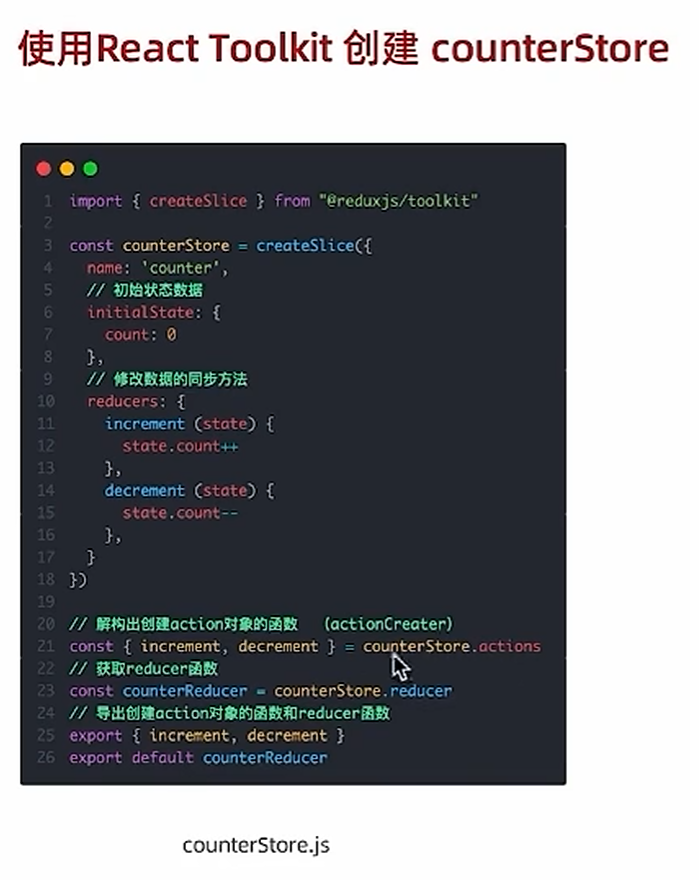 使用React Toolkit 创建 counterStore
1 import { createSlice } from "@reduxjs/toolkit"
2
3 const counterStore = createSlice({
4   name: 'counter',
5   // 初始状态数据
6   initialState: {
7     count: 0
8   },
9   // 修改数据的同步方法
10   reducers: {
11     increment (state) {
12       state.count++
13     },
14     decrement (state) {
15       state.count--
16     },
17   }
18 })
19
20 // 解构出创建action对象的函数 （actionCreater）
21 const { increment, decrement } = counterStore.actions
22 // 获取reducer函数
23 const counterReducer = counterStore.reducer
24 // 导出创建action对象的函数和reducer函数
25 export { increment, decrement }
26 export default counterReducer
counterStore.js